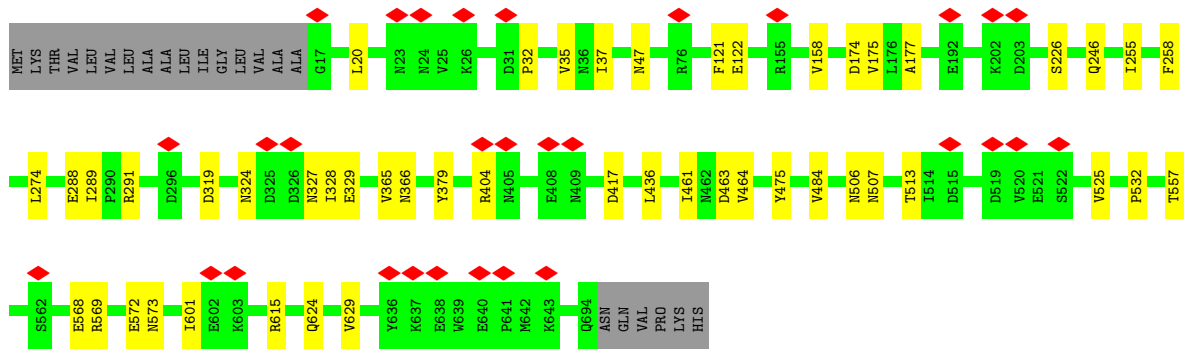 MET LYS THR VAL LEU VAL LEU ALA ALA LEU ILE GLY LEU VAL ALA ALA G17 L20 N23 N24 V25 K26 D31 P32 V35 N36 I37 N47 R76 F121 E122 R155 V158 D174 V175 L176 A177 E192 K202 D203 S226 Q246 I255 F258
L274 E288 I289 P290 R291 D296 D319 N324 D325 D326 N327 I328 E329 V365 N366 Y379 R404 N405 E408 N409 D417 L436 I461 N462 D463 V464 Y475 V484 N506 N507 T513 I514 D515 D519 V520 E521 S522 V525 P532 T557
S562 E568 R569 E572 N573 I601 E602 K603 R615 Q624 V629 Y636 K637 E638 W639 E640 P641 M642 K643 Q694 ASN GLN VAL PRO LYS HIS